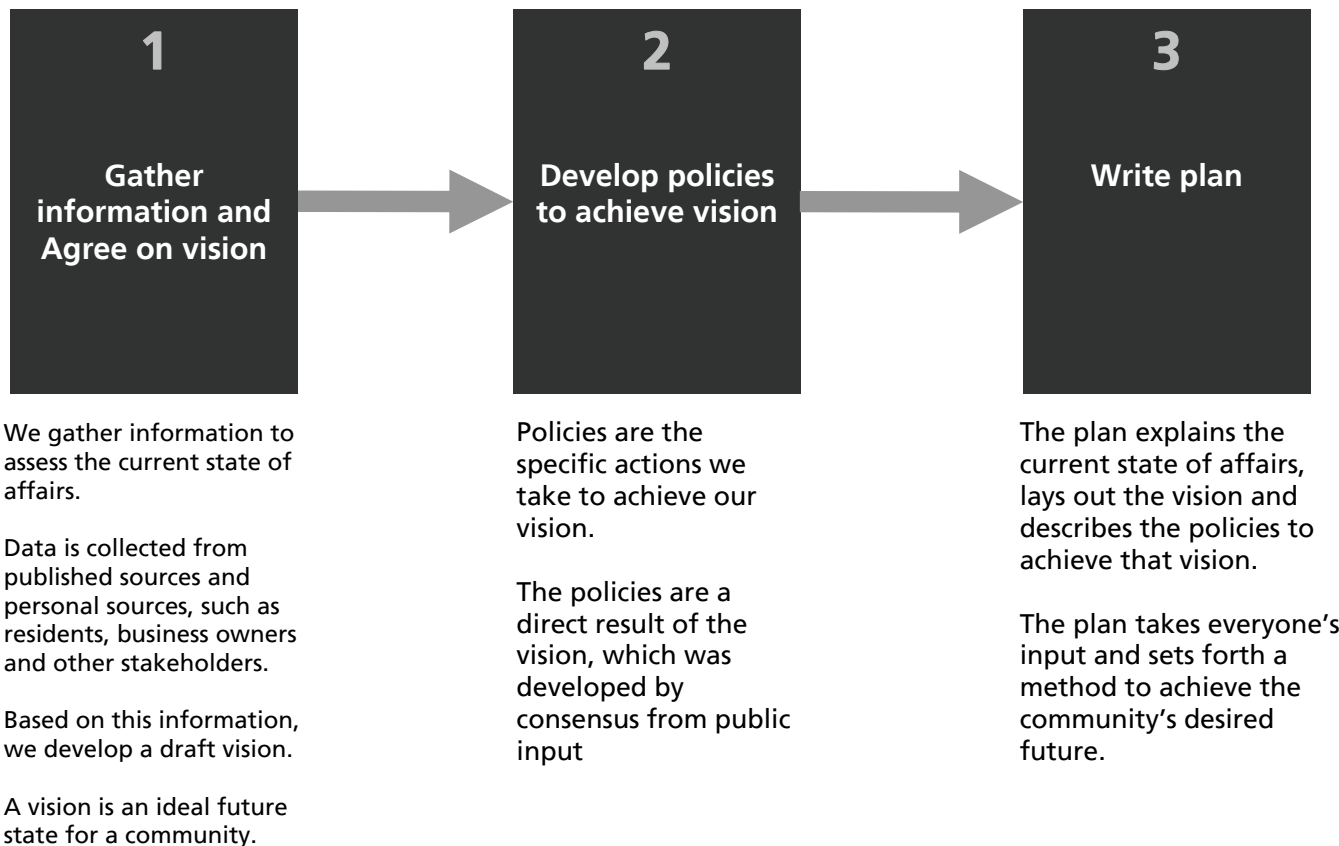 1
Gather
information and
Agree on vision
We gather information to
assess the current state of
affairs.
Data is collected from
published sources and
personal sources, such as
residents, business owners
and other stakeholders.
Based on this information,
we develop a draft vision.
A vision is an ideal future
state for a community.
2
Develop policies
to achieve vision
Policies are the
specific actions we
take to achieve our
vision.
The policies are a
direct result of the
vision, which was
developed by
consensus from public
input
3
Write plan
The plan explains the
current state of affairs,
lays out the vision and
describes the policies to
achieve that vision.
The plan takes everyone’s
input and sets forth a
method to achieve the
community’s desired
future.